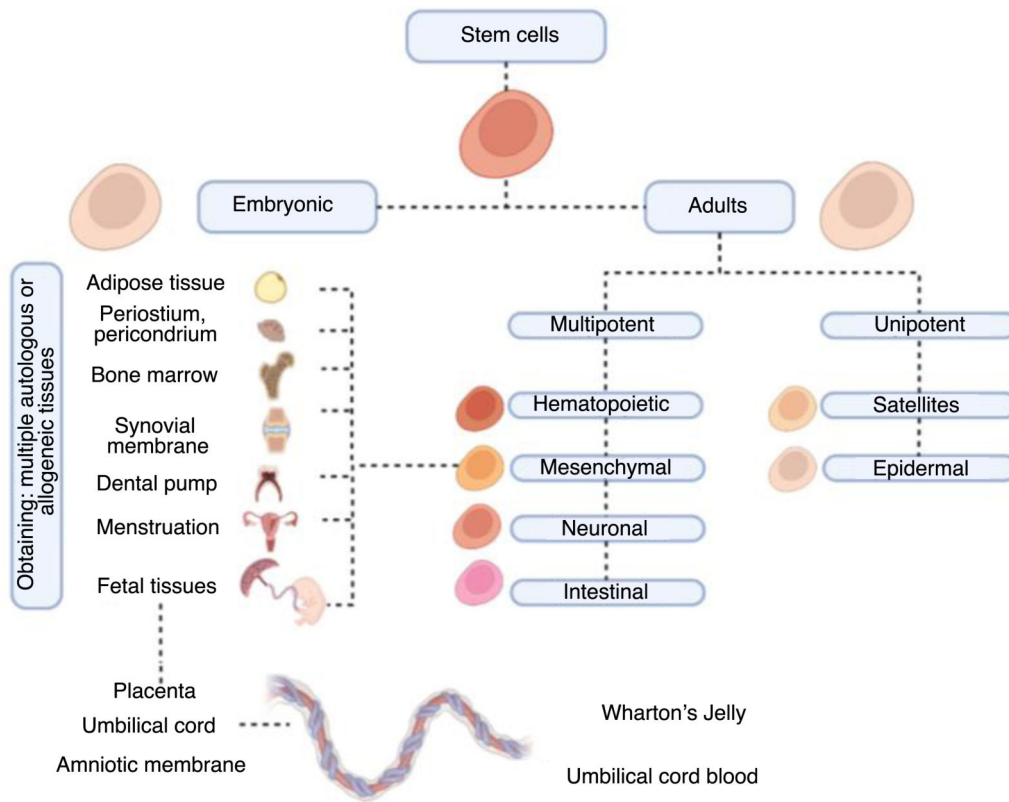 Stem cells
Embryonic
Adults
Obtaining: multiple autologous or
allogeneic tissues
Adipose tissue
Periostium,
pericondrium
Bone marrow
Synovial
membrane
Dental pump
Menstruation
Fetal tissues
Multipotent
Unipotent
Hematopoietic
Satellites
Mesenchymal
Epidermal
Neuronal
Intestinal
Placenta
Umbilical cord
Amniotic membrane
Wharton's Jelly
Umbilical cord blood